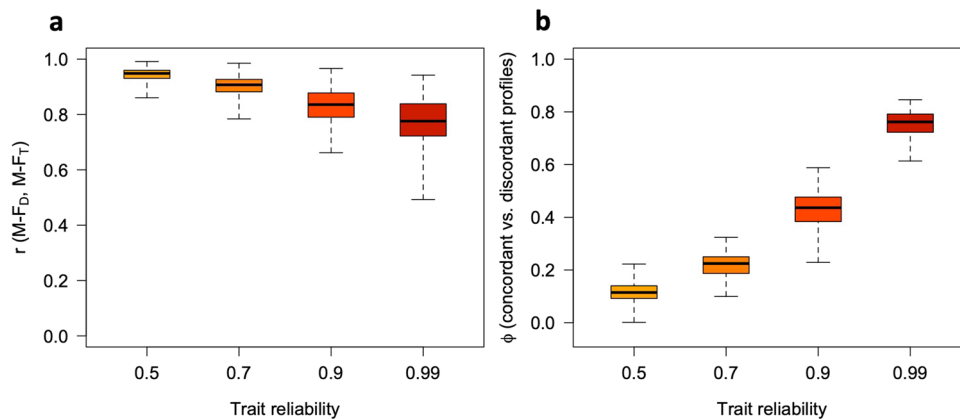 a
1.0
0.8
0.6
0.4
0.2
0.0
r (M-F_D, M-F_T)
0.5 0.7 0.9 0.99
Trait reliability
b
1.0
0.8
0.6
0.4
0.2
0.0
ϕ (concordant vs. discordant profiles)
0.5 0.7 0.9 0.99
Trait reliability